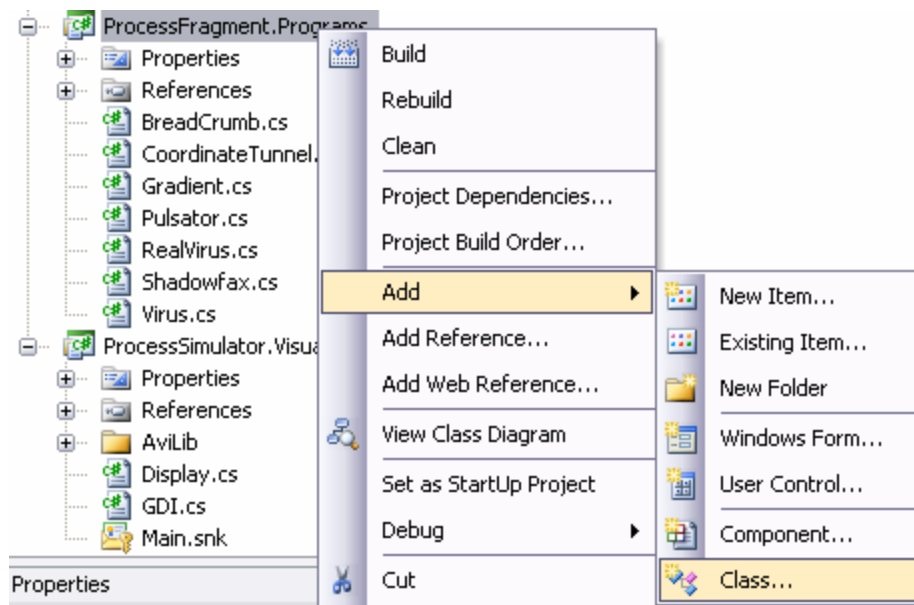 ProcessFragment.Programs
Properties
References
BreadCrumb.cs
CoordinateTunnel.
Gradient.cs
Pulsator.cs
RealVirus.cs
Shadowfax.cs
Virus.cs
ProcessSimulator.Visua
Properties
References
AviLib
Display.cs
GDI.cs
Main.snk
Properties
Build
Rebuild
Clean
Project Dependencies...
Project Build Order...
Add
Add Reference...
Add Web Reference...
View Class Diagram
Set as StartUp Project
Debug
Cut
New Item...
Existing Item...
New Folder
Windows Form...
User Control...
Component...
Class...